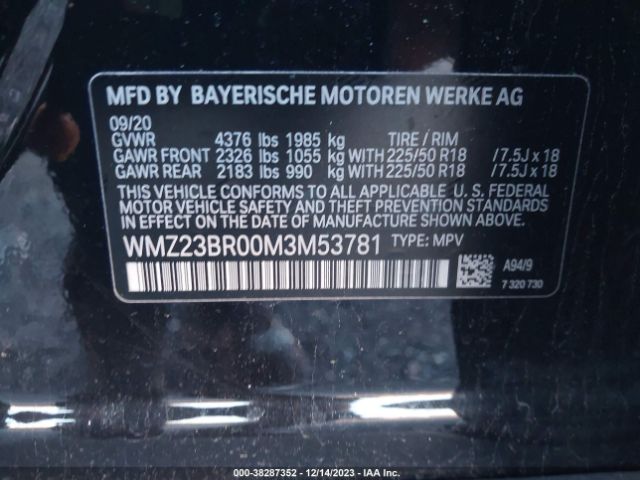 MFD BY BAYERISCHE MOTOREN WERKE AG
09/20
GVWR 4376 lbs 1985 kg TIRE / RIM
GAWR FRONT 2326 lbs 1055 kg WITH 225/50 R18 / 7.5J x 18
GAWR REAR 2183 lbs 990 kg WITH 225/50 R18 / 7.5J x 18
THIS VEHICLE CONFORMS TO ALL APPLICABLE U. S. FEDERAL
MOTOR VEHICLE SAFETY AND THEFT PREVENTION STANDARDS
IN EFFECT ON THE DATE OF MANUFACTURE SHOWN ABOVE.
WMZ23BR00M3M53781 TYPE: MPV
A94/9
7 320 730
000-38287352 - 12/14/2023 - IAA Inc.